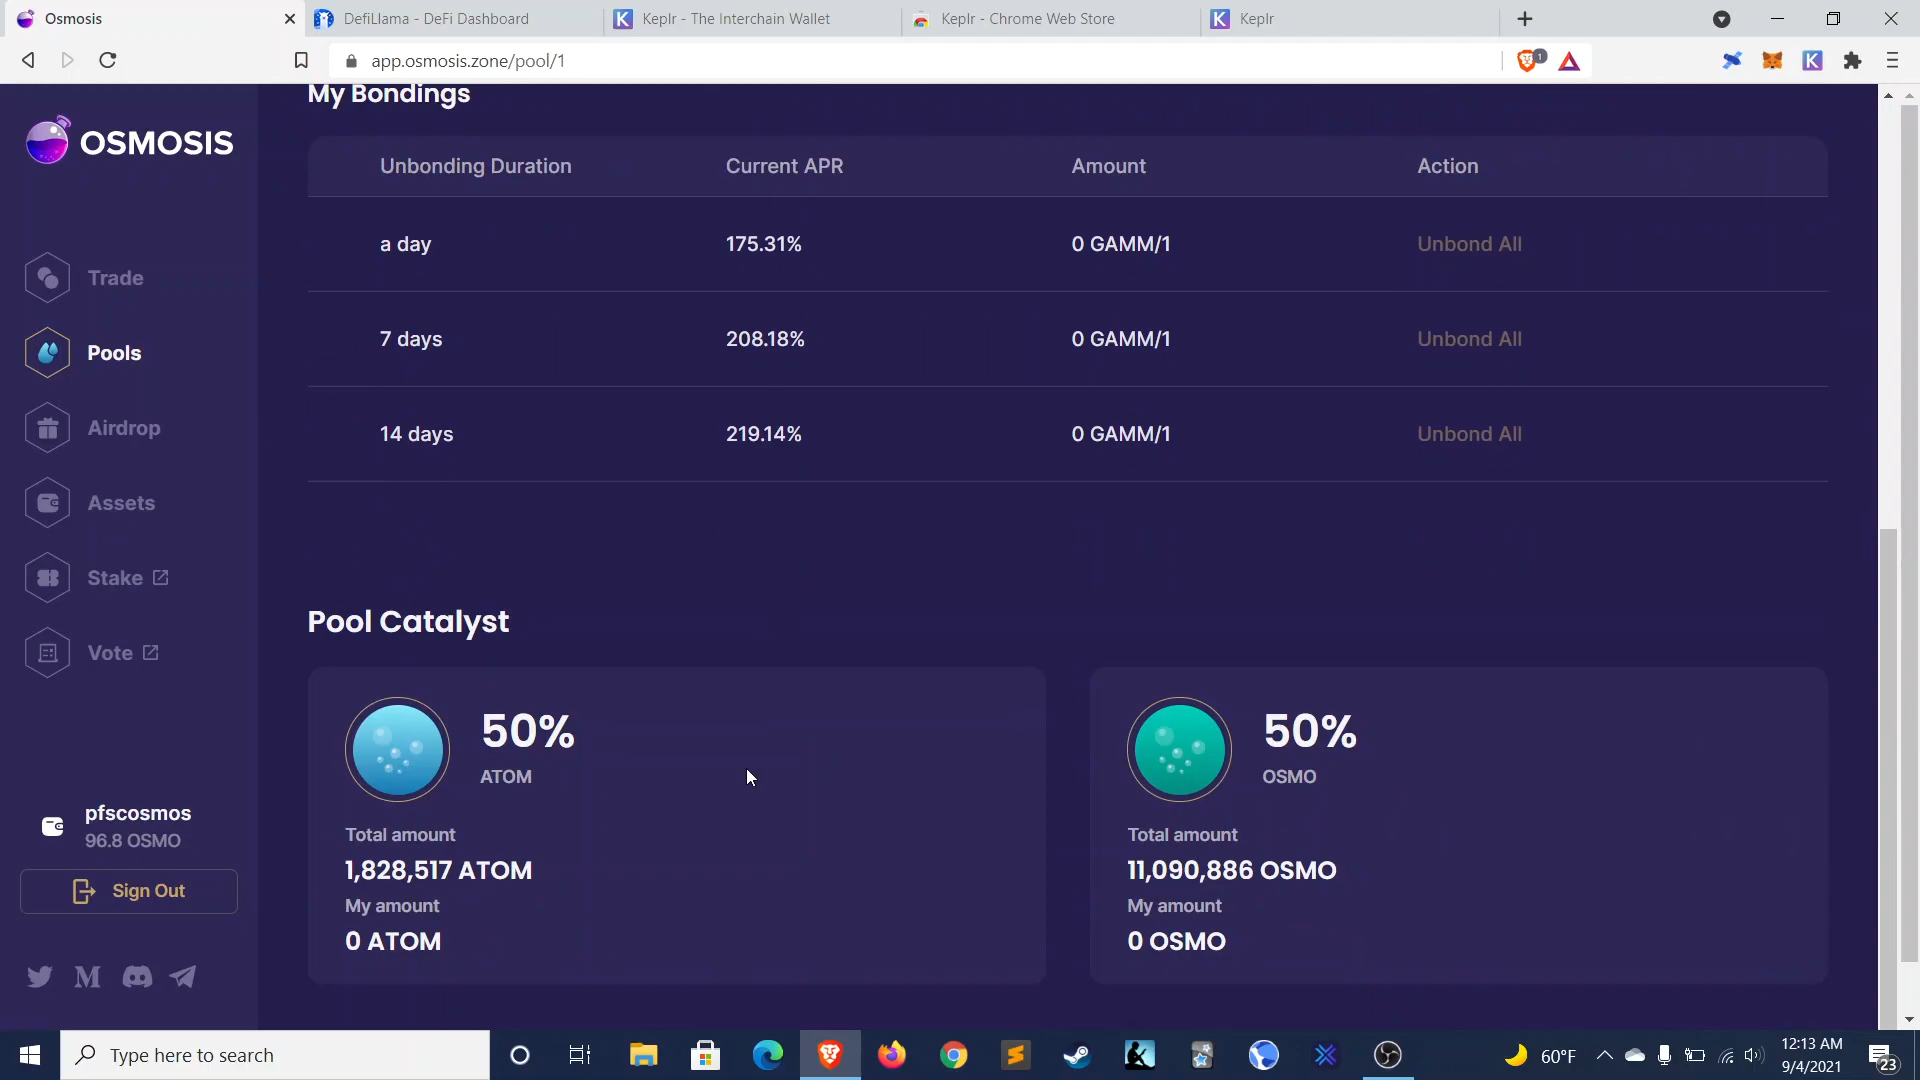 Osmosis
DefiLlama - DeFi Dashboard
Keplr - The Interchain Wallet
Keplr - Chrome Web Store
Keplr
app.osmosis.zone/pool/1
1
OSMOSIS
Trade
Pools
Airdrop
Assets
Stake
Vote
pfscosmos
96.8 OSMO
Sign Out
My Bondings
Unbonding Duration Current APR Amount Action
a day 175.31% 0 GAMM/1 Unbond All
7 days 208.18% 0 GAMM/1 Unbond All
14 days 219.14% 0 GAMM/1 Unbond All
Pool Catalyst
50%
ATOM
Total amount
1,828,517 ATOM
My amount
0 ATOM
50%
OSMO
Total amount
11,090,886 OSMO
My amount
0 OSMO
Type here to search
60°F
12:13 AM
9/4/2021
23